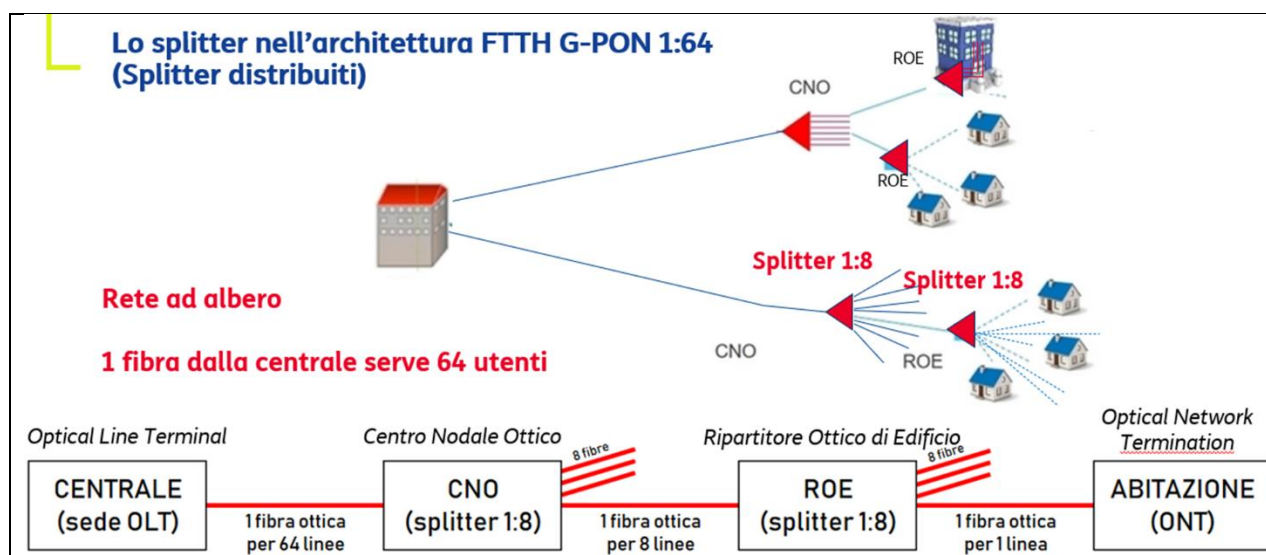 Lo splitter nell'architettura FTTH G-PON 1:64
(Splitter distribuiti)
ROE
CNO
ROE
Splitter 1:8
Splitter 1:8
Rete ad albero
CNO
ROE
1 fibra dalla centrale serve 64 utenti
Optical Line Terminal
Centro Nodale Ottico
Ripartitore Ottico di Edificio
Optical Network
Termination
8 fibre
8 fibre
CENTRALE
(sede OLT)
CNO
(splitter 1:8)
ROE
(splitter 1:8)
ABITAZIONE
(ONT)
1 fibra ottica
per 64 linee
1 fibra ottica
per 8 linee
1 fibra ottica
per 1 linea